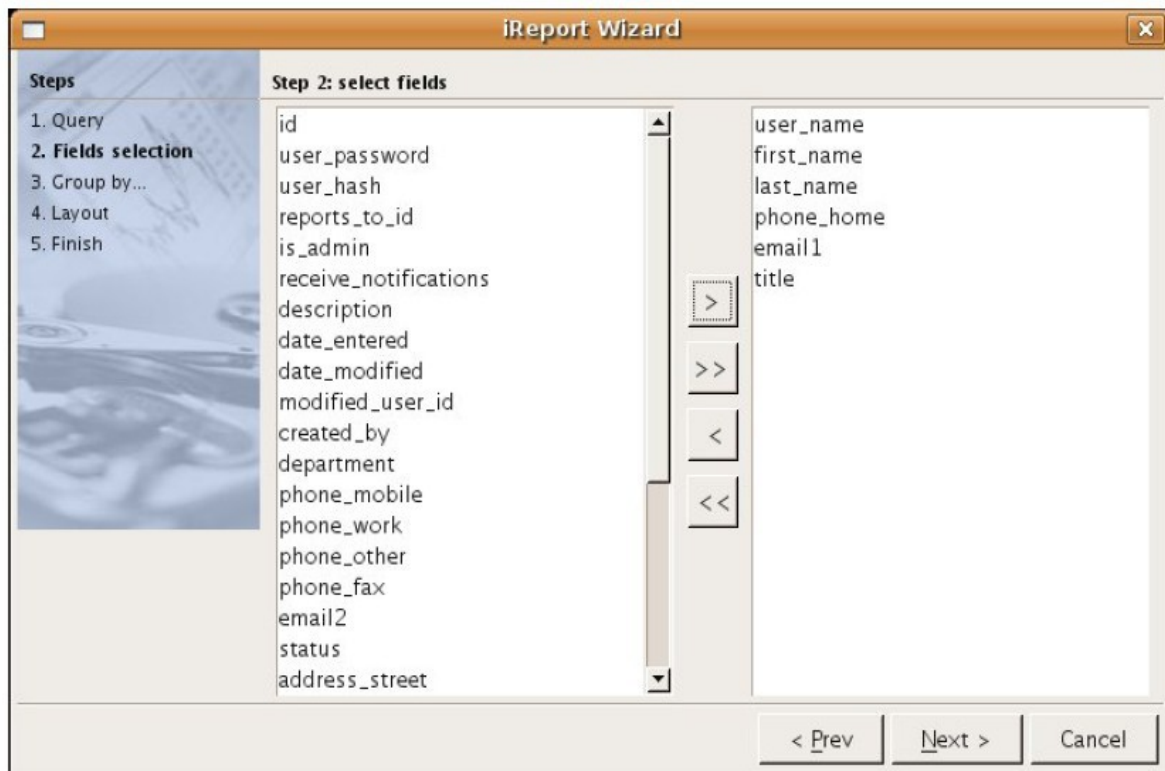 iReport Wizard
Steps
1. Query
2. Fields selection
3. Group by...
4. Layout
5. Finish
Step 2: select fields
id
user_password
user_hash
reports_to_id
is_admin
receive_notifications
description
date_entered
date_modified
modified_user_id
created_by
department
phone_mobile
phone_work
phone_other
phone_fax
email2
status
address_street
>
>>
<
<<
user_name
first_name
last_name
phone_home
email1
title
< Prev
Next >
Cancel